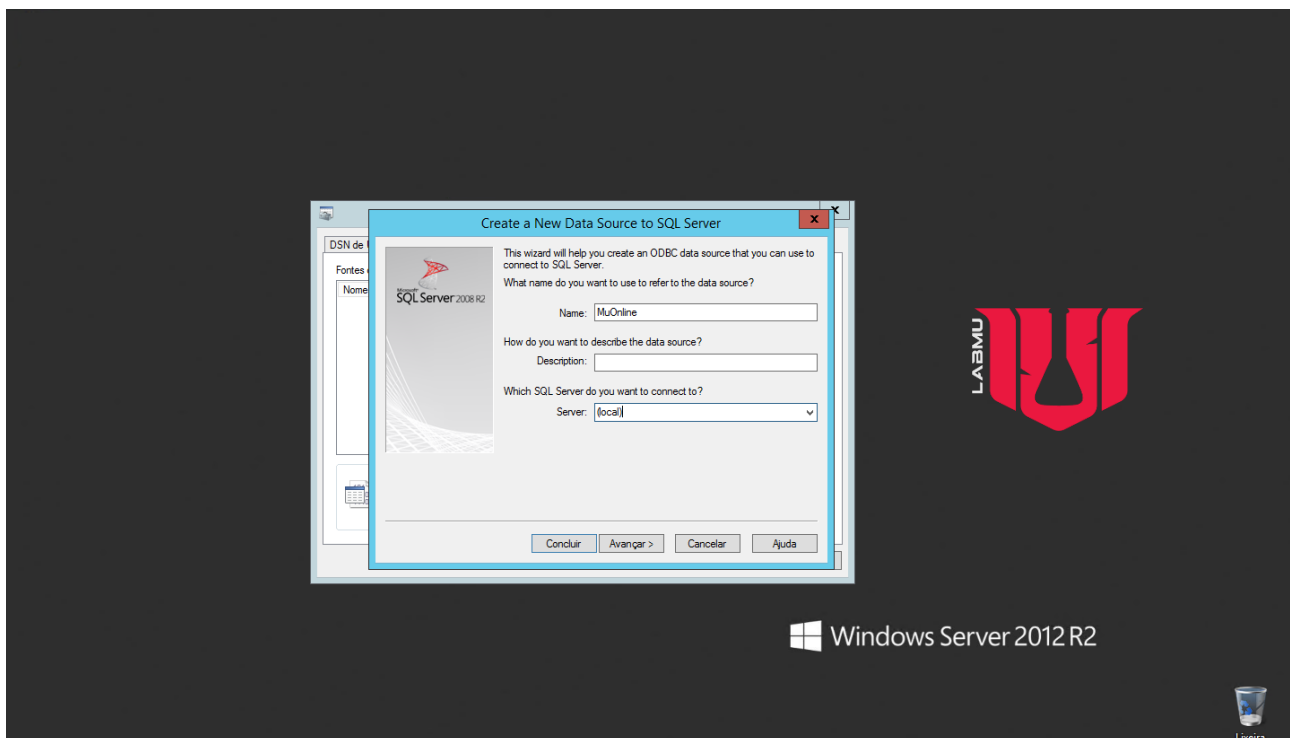 Create a New Data Source to SQL Server
x
x
DSN de
Fontes
Nome
Microsoft
SQL Server 2008 R2
This wizard will help you create an ODBC data source that you can use to
connect to SQL Server.
What name do you want to use to refer to the data source?
Name: MuOnline
How do you want to describe the data source?
Description:
Which SQL Server do you want to connect to?
Server: (local)
Concluir Avançar > Cancelar Ajuda
LABMU
Windows Server 2012 R2
Lixeira